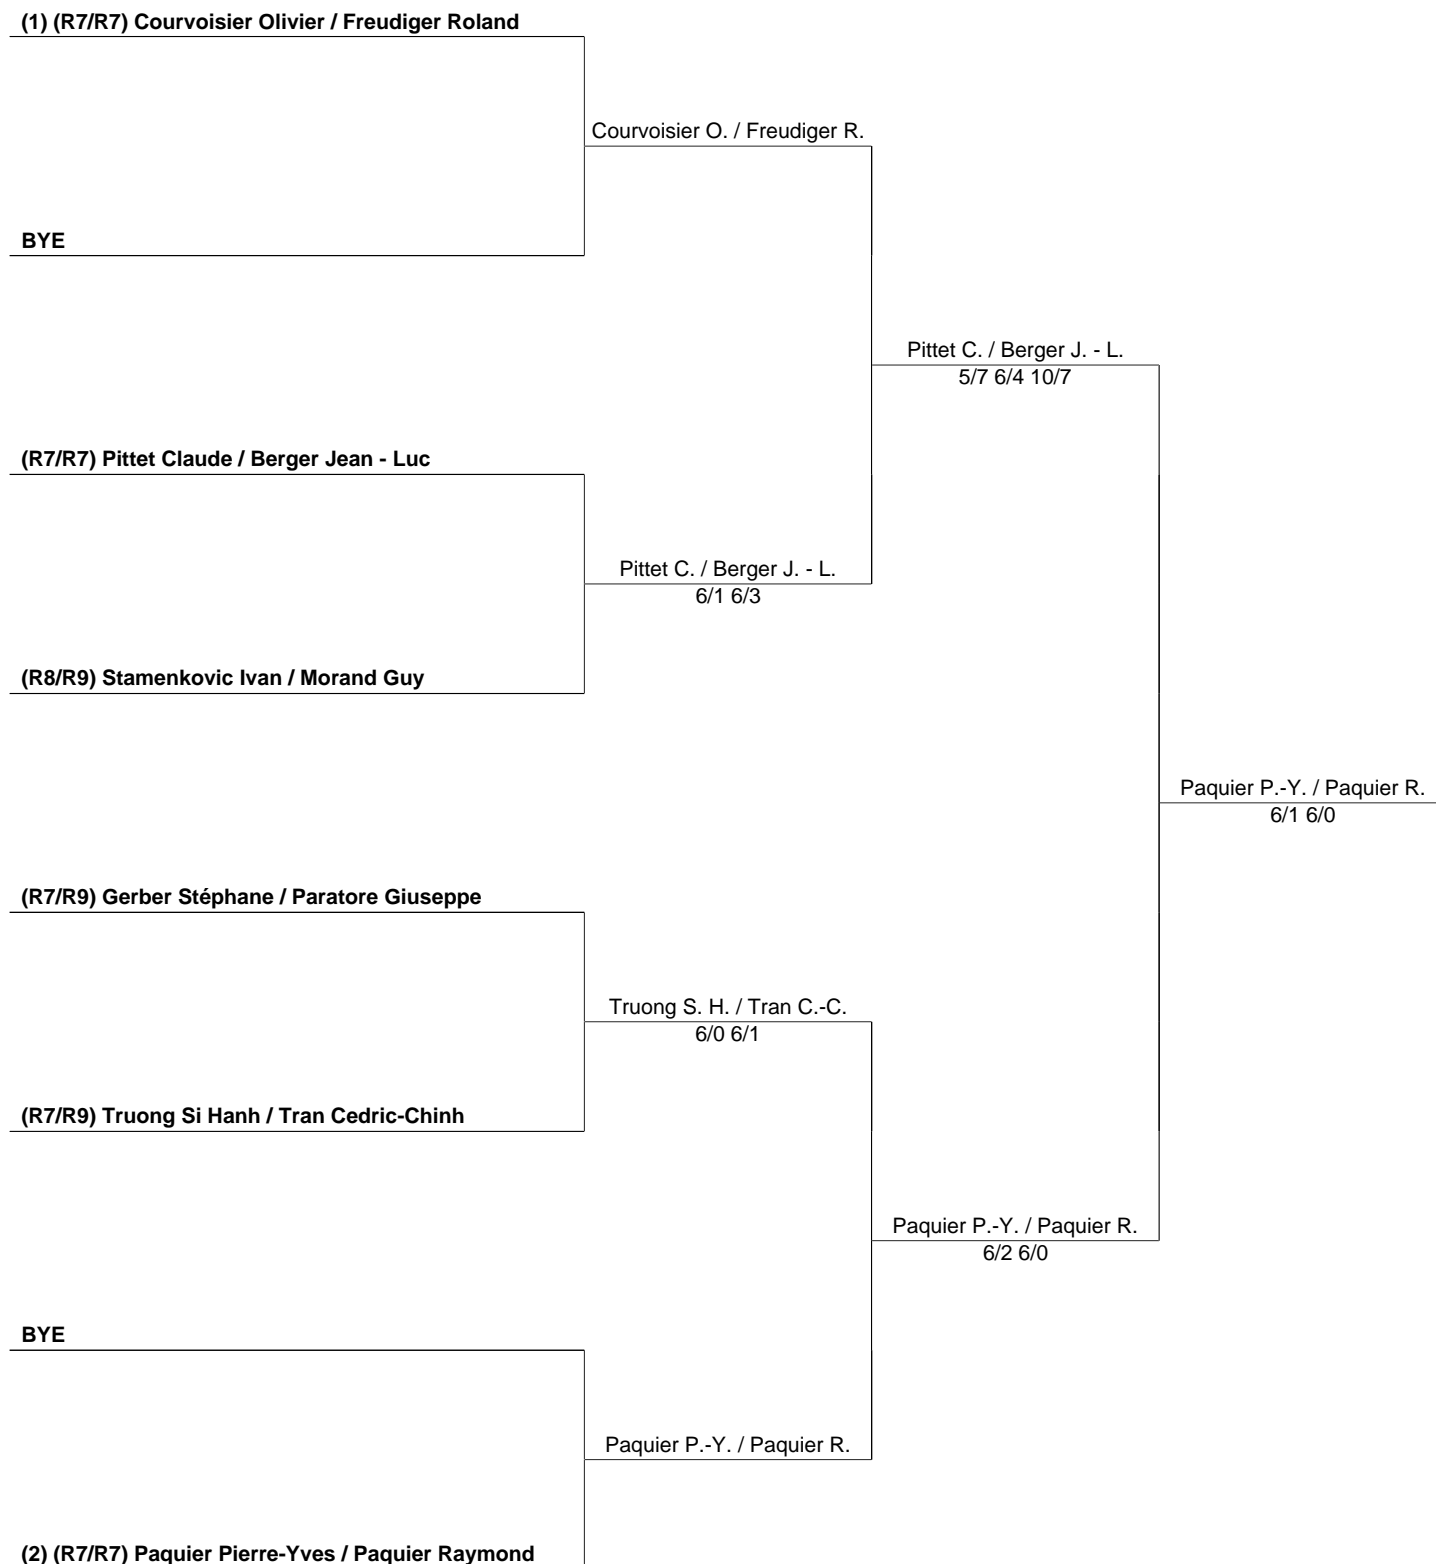 (1) (R7/R7) Courvoisier Olivier / Freudiger Roland
Courvoisier O. / Freudiger R.
BYE
Pittet C. / Berger J. - L.
5/7 6/4 10/7
(R7/R7) Pittet Claude / Berger Jean - Luc
Pittet C. / Berger J. - L.
6/1 6/3
(R8/R9) Stamenkovic Ivan / Morand Guy
Paquier P.-Y. / Paquier R.
6/1 6/0
(R7/R9) Gerber Stéphane / Paratore Giuseppe
Truong S. H. / Tran C.-C.
6/0 6/1
(R7/R9) Truong Si Hanh / Tran Cedric-Chinh
Paquier P.-Y. / Paquier R.
6/2 6/0
BYE
Paquier P.-Y. / Paquier R.
(2) (R7/R7) Paquier Pierre-Yves / Paquier Raymond